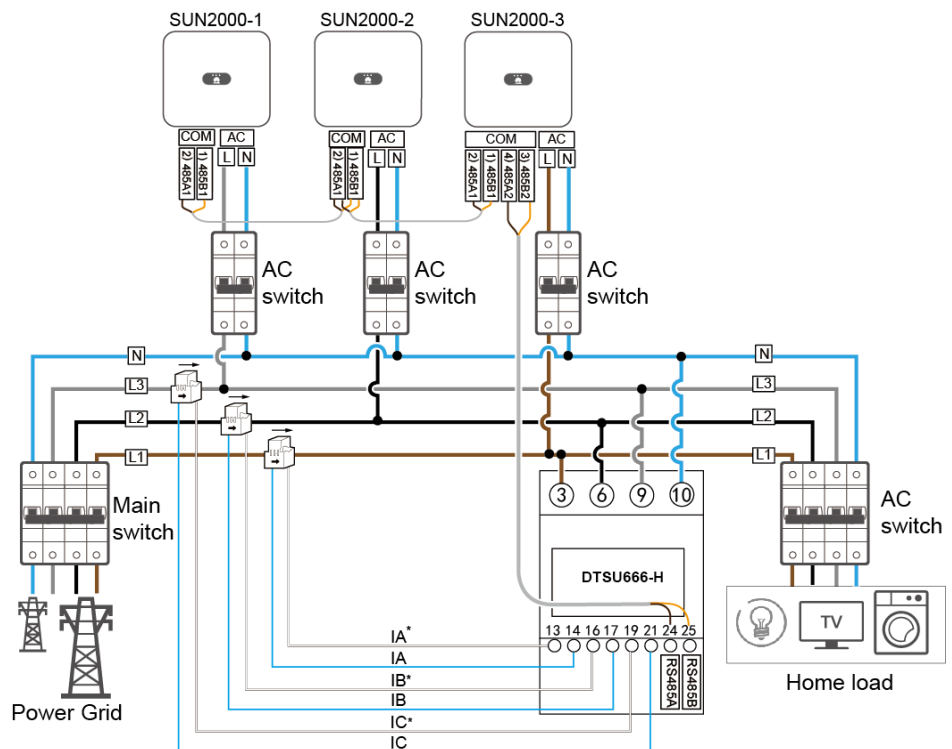 SUN2000-1
SUN2000-2
SUN2000-3
COM
AC
COM
AC
COM
AC
2) 485A1
1) 485B1
L
N
2) 485A1
1) 485B1
L
N
2) 485A1
1) 485B1
4) 485A2
3) 485B2
L
N
AC
switch
AC
switch
AC
switch
N
N
L3
L3
L2
L2
L1
L1
Main
switch
3
6
9
10
AC
switch
DTSU666-H
TV
13 14 16 17 19 21 24 25
RS485A
RS485B
IA*
IA
IB*
IB
IC*
IC
Power Grid
Home load